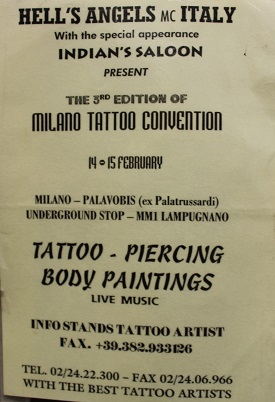 HELL'S ANGELS MC ITALY
With the special appearance
INDIAN'S SALOON
PRESENT
THE 3RD EDITION OF
MILANO TATTOO CONVENTION
14 - 15 FEBRUARY
MILANO – PALAVOBIS (ex Palatrussardi)
UNDERGROUND STOP – MM1 LAMPUGNANO
TATTOO - PIERCING
BODY PAINTINGS
LIVE MUSIC
INFO STANDS TATTOO ARTIST
FAX. +39.382.933126
TEL. 02/24.22.300 – FAX 02/24.06.966
WITH THE BEST TATTOO ARTISTS